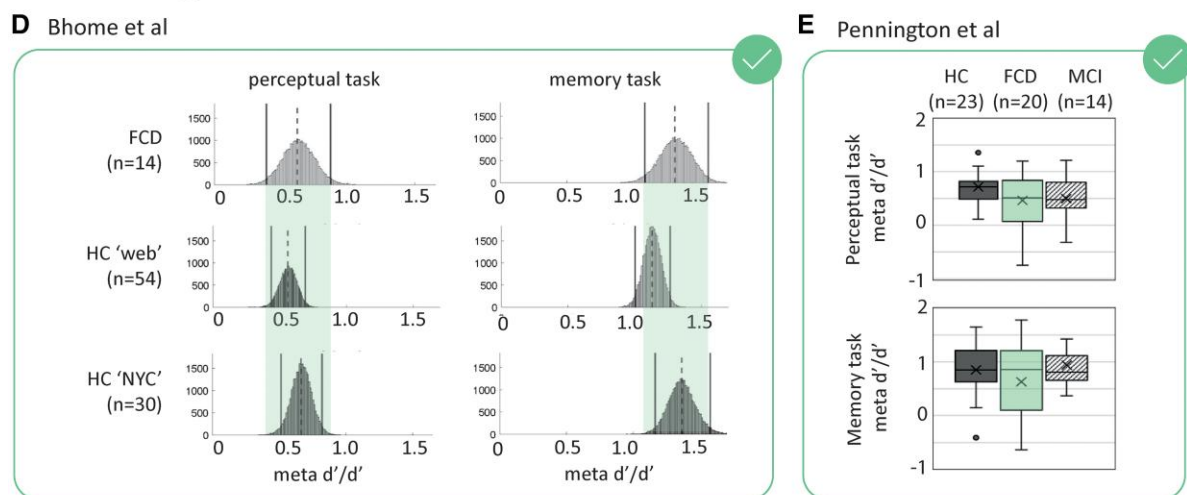 D Bhome et al
perceptual task memory task
FCD
(n=14)
1500
1000
500
0
0 0.5 1.0 1.5
1500
1000
500
0
0 0.5 1.0 1.5
HC ‘web’
(n=54)
1500
1000
500
0
0 0.5 1.0 1.5
1500
1000
500
0
0 0.5 1.0 1.5
HC ‘NYC’
(n=30)
1500
1000
500
0
0 0.5 1.0 1.5
meta d’/d’
1500
1000
500
0
0 0.5 1.0 1.5
meta d’/d’
E Pennington et al
HC FCD MCI
(n=23) (n=20) (n=14)
Perceptual task
meta d’/d’
2
1
0
-1
Memory task
meta d’/d’
2
1
0
-1